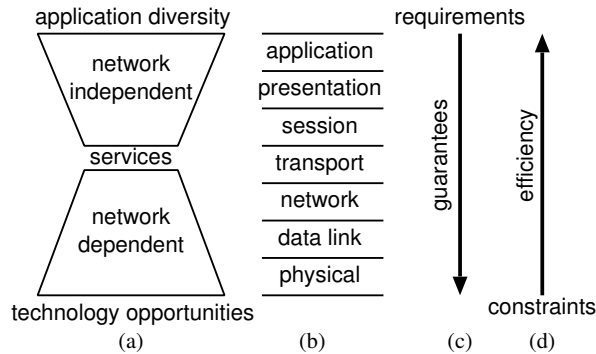 application diversity
network
independent
services
network
dependent
technology opportunities
(a)
application
presentation
session
transport
network
data link
physical
(b)
requirements
guarantees
(c)
efficiency
constraints
(d)